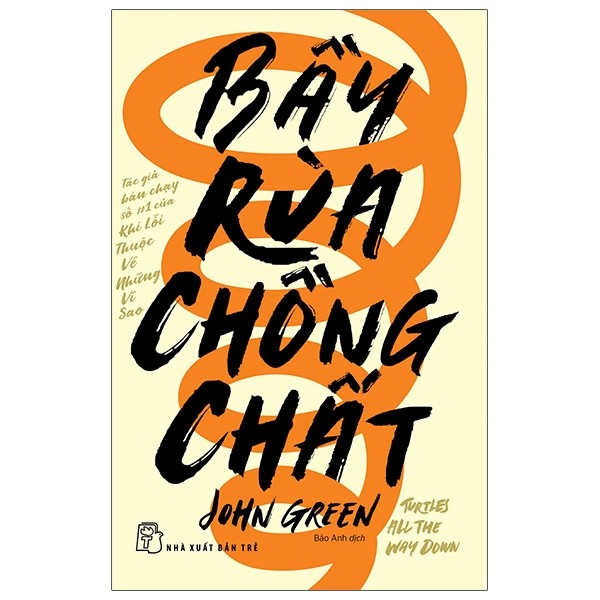 BẦY
RÙA
CHỒNG
CHẤT
Tác giả
bán chạy
số #1 của
Khi Lỗi
Thuộc
Về
Những
Vì
Sao
JOHN GREEN
Bảo Anh dịch
TURTLES
ALL THE
WAY DOWN
NHÀ XUẤT BẢN TRẺ